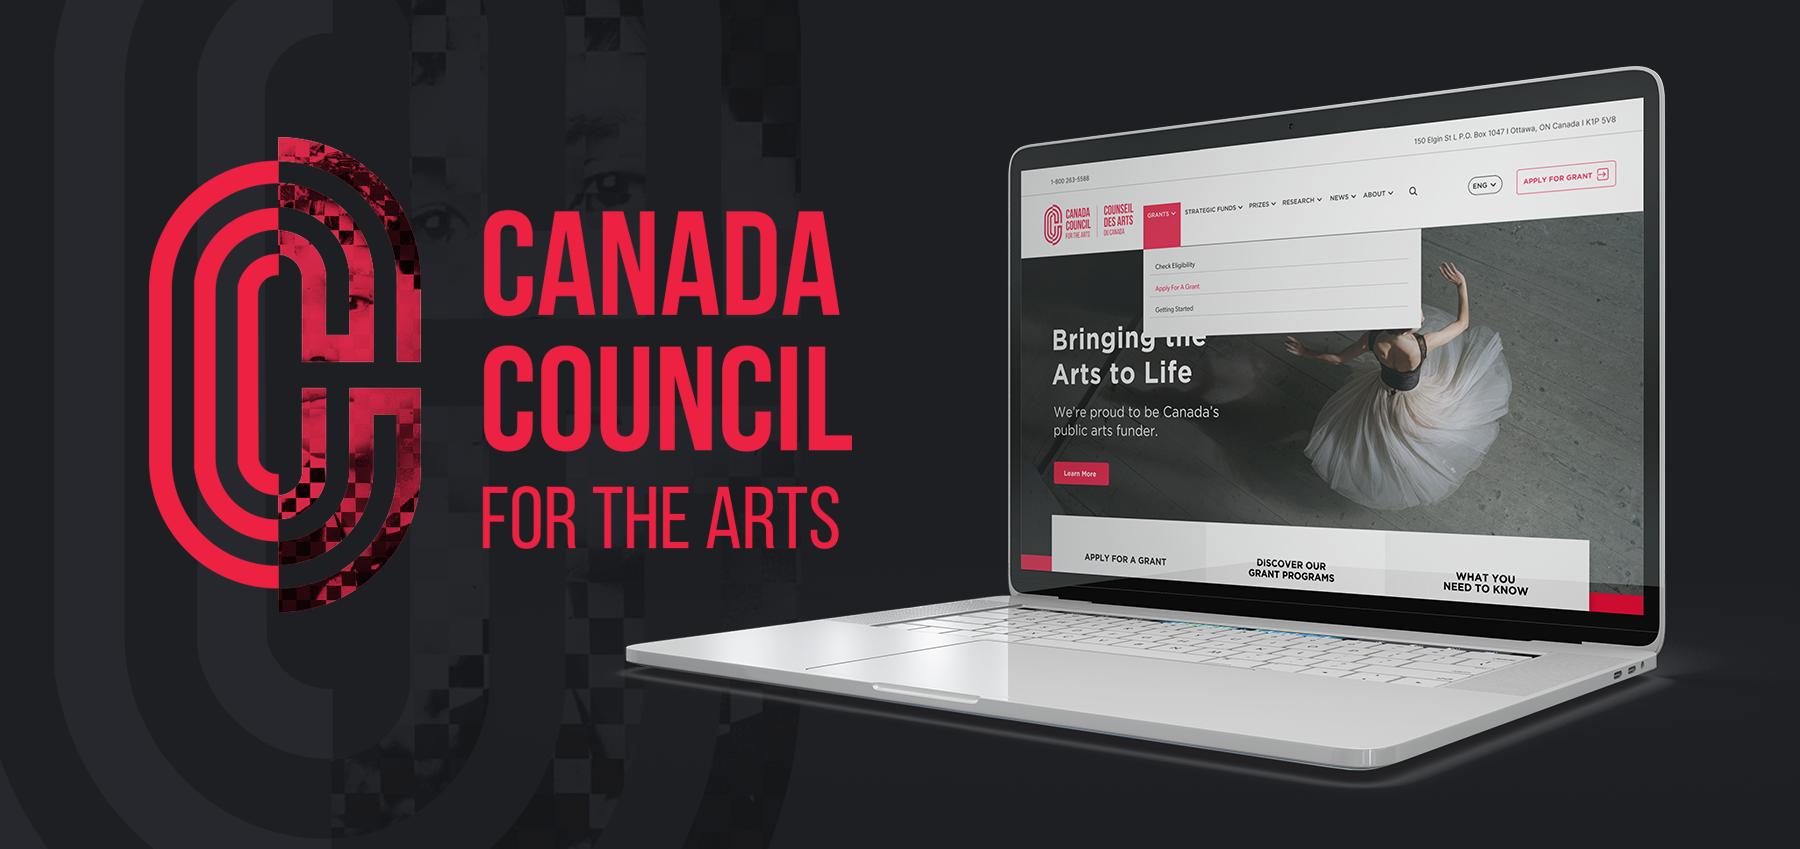 CANADA
COUNCIL
FOR THE ARTS
150 Elgin St L P.O. Box 1047 I Ottawa, ON Canada I K1P 5V8
1-800 263-5588
CANADA
COUNCIL
FOR THE ARTS
COUNSEIL
DES ARTS
DU CANADA
GRANTS
STRATEGIC FUNDS
PRIZES
RESEARCH
NEWS
ABOUT
ENG
APPLY FOR GRANT
Check Eligibility
Apply For A Grant
Getting Started
Bringing the
Arts to Life
We're proud to be Canada's
public arts funder.
Learn More
APPLY FOR A GRANT
DISCOVER OUR
GRANT PROGRAMS
WHAT YOU
NEED TO KNOW